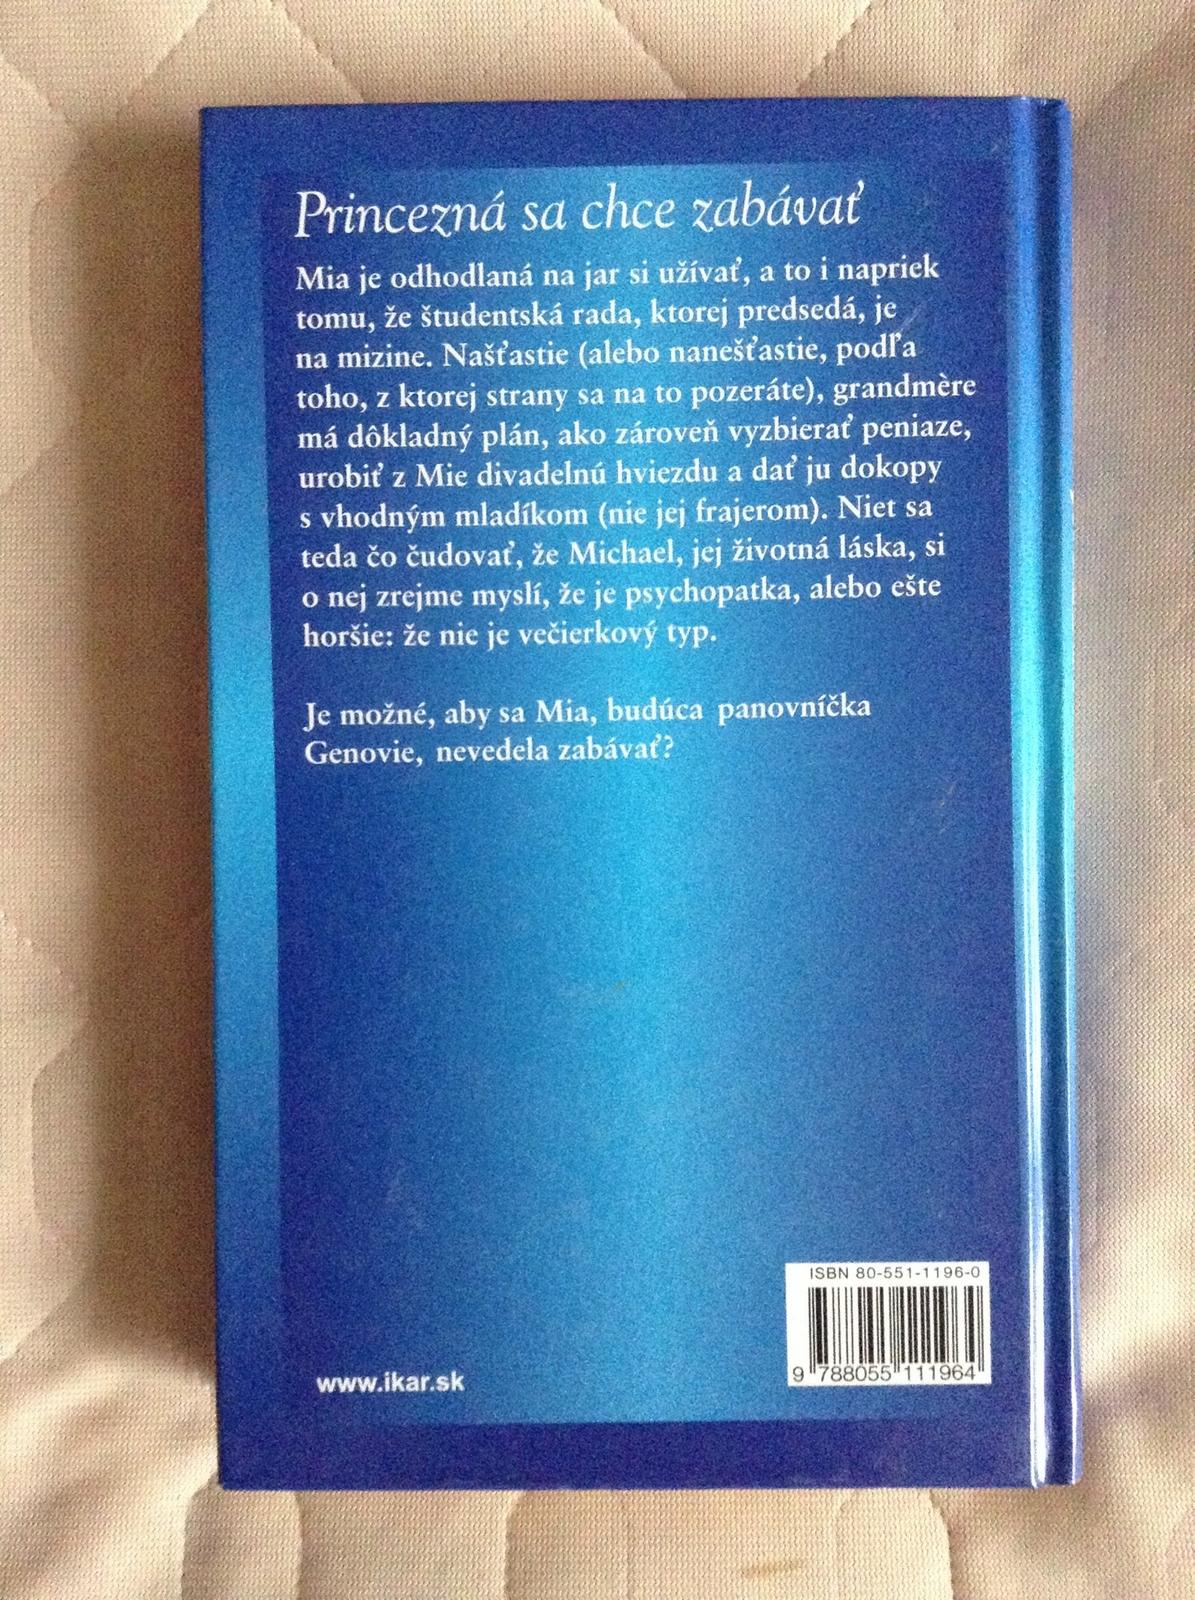 Princezná sa chce zabávať
Mia je odhodlaná na jar si užívať, a to i napriek
tomu, že študentská rada, ktorej predsedá, je
na mizine. Našťastie (alebo nanešťastie, podľa
toho, z ktorej strany sa na to pozeráte), grandmère
má dôkladný plán, ako zároveň vyzbierať peniaze,
urobiť z Mie divadelnú hviezdu a dať ju dokopy
s vhodným mladíkom (nie jej frajerom). Niet sa
teda čo čudovať, že Michael, jej životná láska, si
o nej zrejme myslí, že je psychopatka, alebo ešte
horšie: že nie je večierkový typ.
Je možné, aby sa Mia, budúca panovníčka
Genovie, nevedela zabávať?
ISBN 80-551-1196-0
9 788055 111964
www.ikar.sk